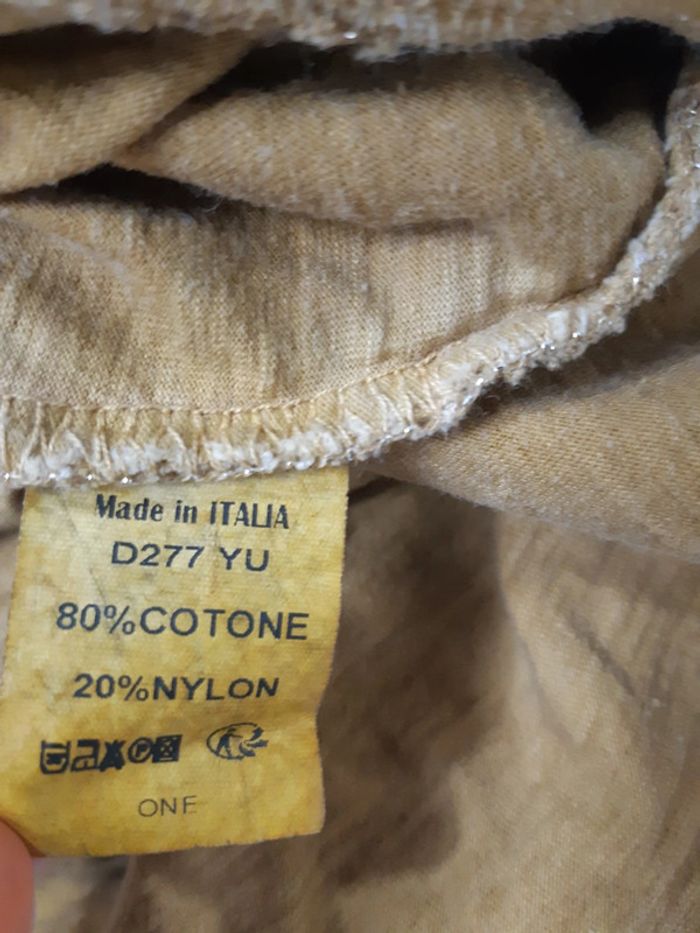 Made in ITALIA
D277 YU
80%COTONE
20%NYLON
ONE